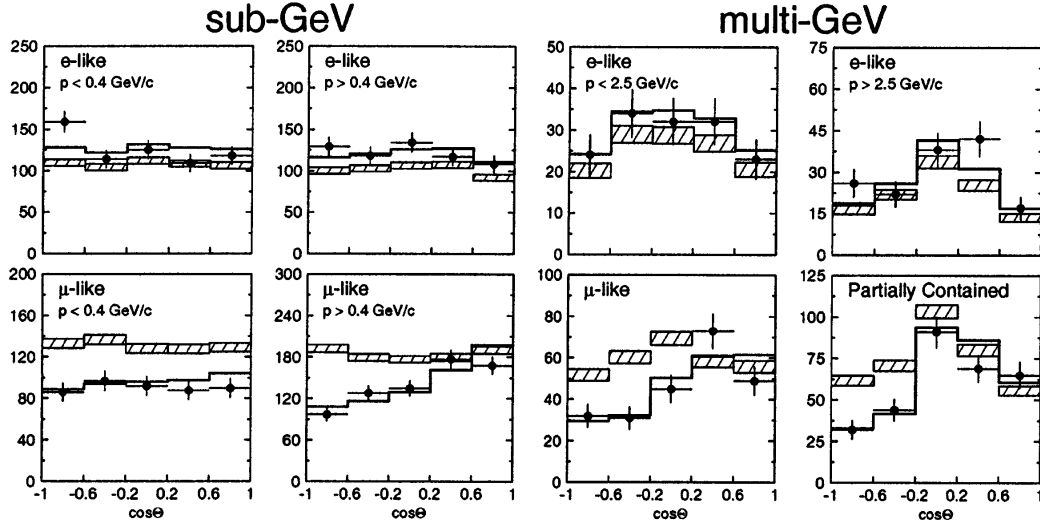 sub-GeV
multi-GeV
250
200
150
100
50
0
e-like
p < 0.4 GeV/c
250
200
150
100
50
0
e-like
p > 0.4 GeV/c
50
40
30
20
10
0
e-like
p < 2.5 GeV/c
75
60
45
30
15
0
e-like
p > 2.5 GeV/c
200
160
120
80
40
0
μ-like
p < 0.4 GeV/c
-1 -0.6 -0.2 0.2 0.6 1
cosΘ
300
240
180
120
60
0
μ-like
p > 0.4 GeV/c
-1 -0.6 -0.2 0.2 0.6 1
cosΘ
100
80
60
40
20
0
μ-like
-1 -0.6 -0.2 0.2 0.6 1
cosΘ
125
100
75
50
25
0
Partially Contained
-1 -0.6 -0.2 0.2 0.6 1
cosΘ